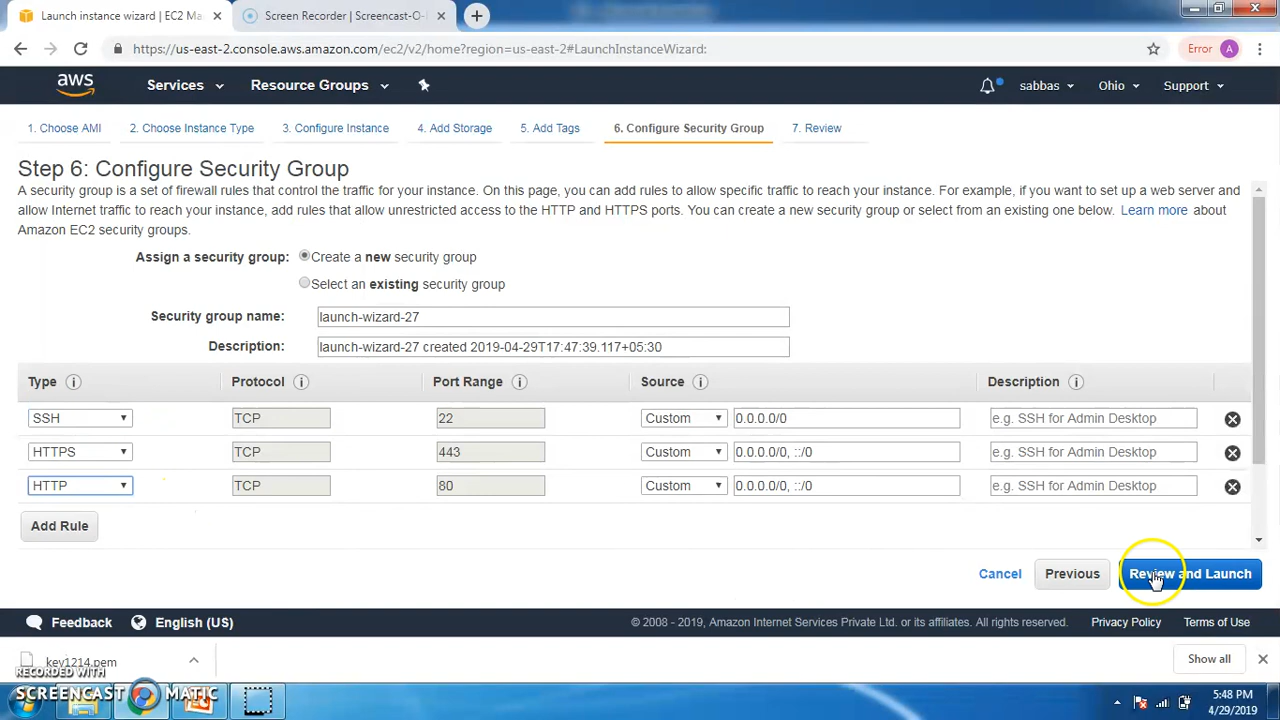 Launch instance wizard | EC2 Ma
Screen Recorder | Screencast-O-
https://us-east-2.console.aws.amazon.com/ec2/v2/home?region=us-east-2#LaunchInstanceWizard:
Error A
aws Services Resource Groups sabbas Ohio Support
1. Choose AMI 2. Choose Instance Type 3. Configure Instance 4. Add Storage 5. Add Tags 6. Configure Security Group 7. Review
Step 6: Configure Security Group
A security group is a set of firewall rules that control the traffic for your instance. On this page, you can add rules to allow specific traffic to reach your instance. For example, if you want to set up a web server and
allow Internet traffic to reach your instance, add rules that allow unrestricted access to the HTTP and HTTPS ports. You can create a new security group or select from an existing one below. Learn more about
Amazon EC2 security groups.
Assign a security group: Create a new security group
Select an existing security group
Security group name: launch-wizard-27
Description: launch-wizard-27 created 2019-04-29T17:47:39.117+05:30
Type Protocol Port Range Source Description
SSH TCP 22 Custom 0.0.0.0/0 e.g. SSH for Admin Desktop
HTTPS TCP 443 Custom 0.0.0.0/0, ::/0 e.g. SSH for Admin Desktop
HTTP TCP 80 Custom 0.0.0.0/0, ::/0 e.g. SSH for Admin Desktop
Add Rule
Cancel Previous Review and Launch
Feedback English (US) © 2008 - 2019, Amazon Internet Services Private Ltd. or its affiliates. All rights reserved. Privacy Policy Terms of Use
key1214.pem Show all
RECORDED WITH
SCREENCAST MATIC
5:48 PM
4/29/2019